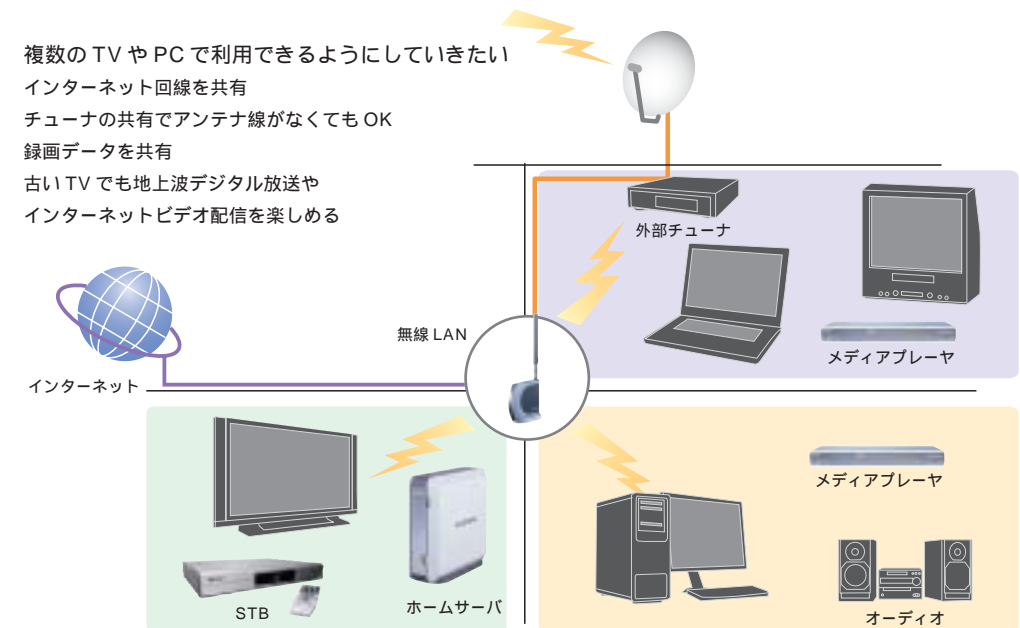 複数の TV や PC で利用できるようにしていきたい
インターネット回線を共有
チューナの共有でアンテナ線がなくても OK
録画データを共有
古い TV でも地上波デジタル放送や
インターネットビデオ配信を楽しめる
外部チューナ
無線 LAN
メディアプレーヤ
インターネット
メディアプレーヤ
STB
ホームサーバ
オーディオ